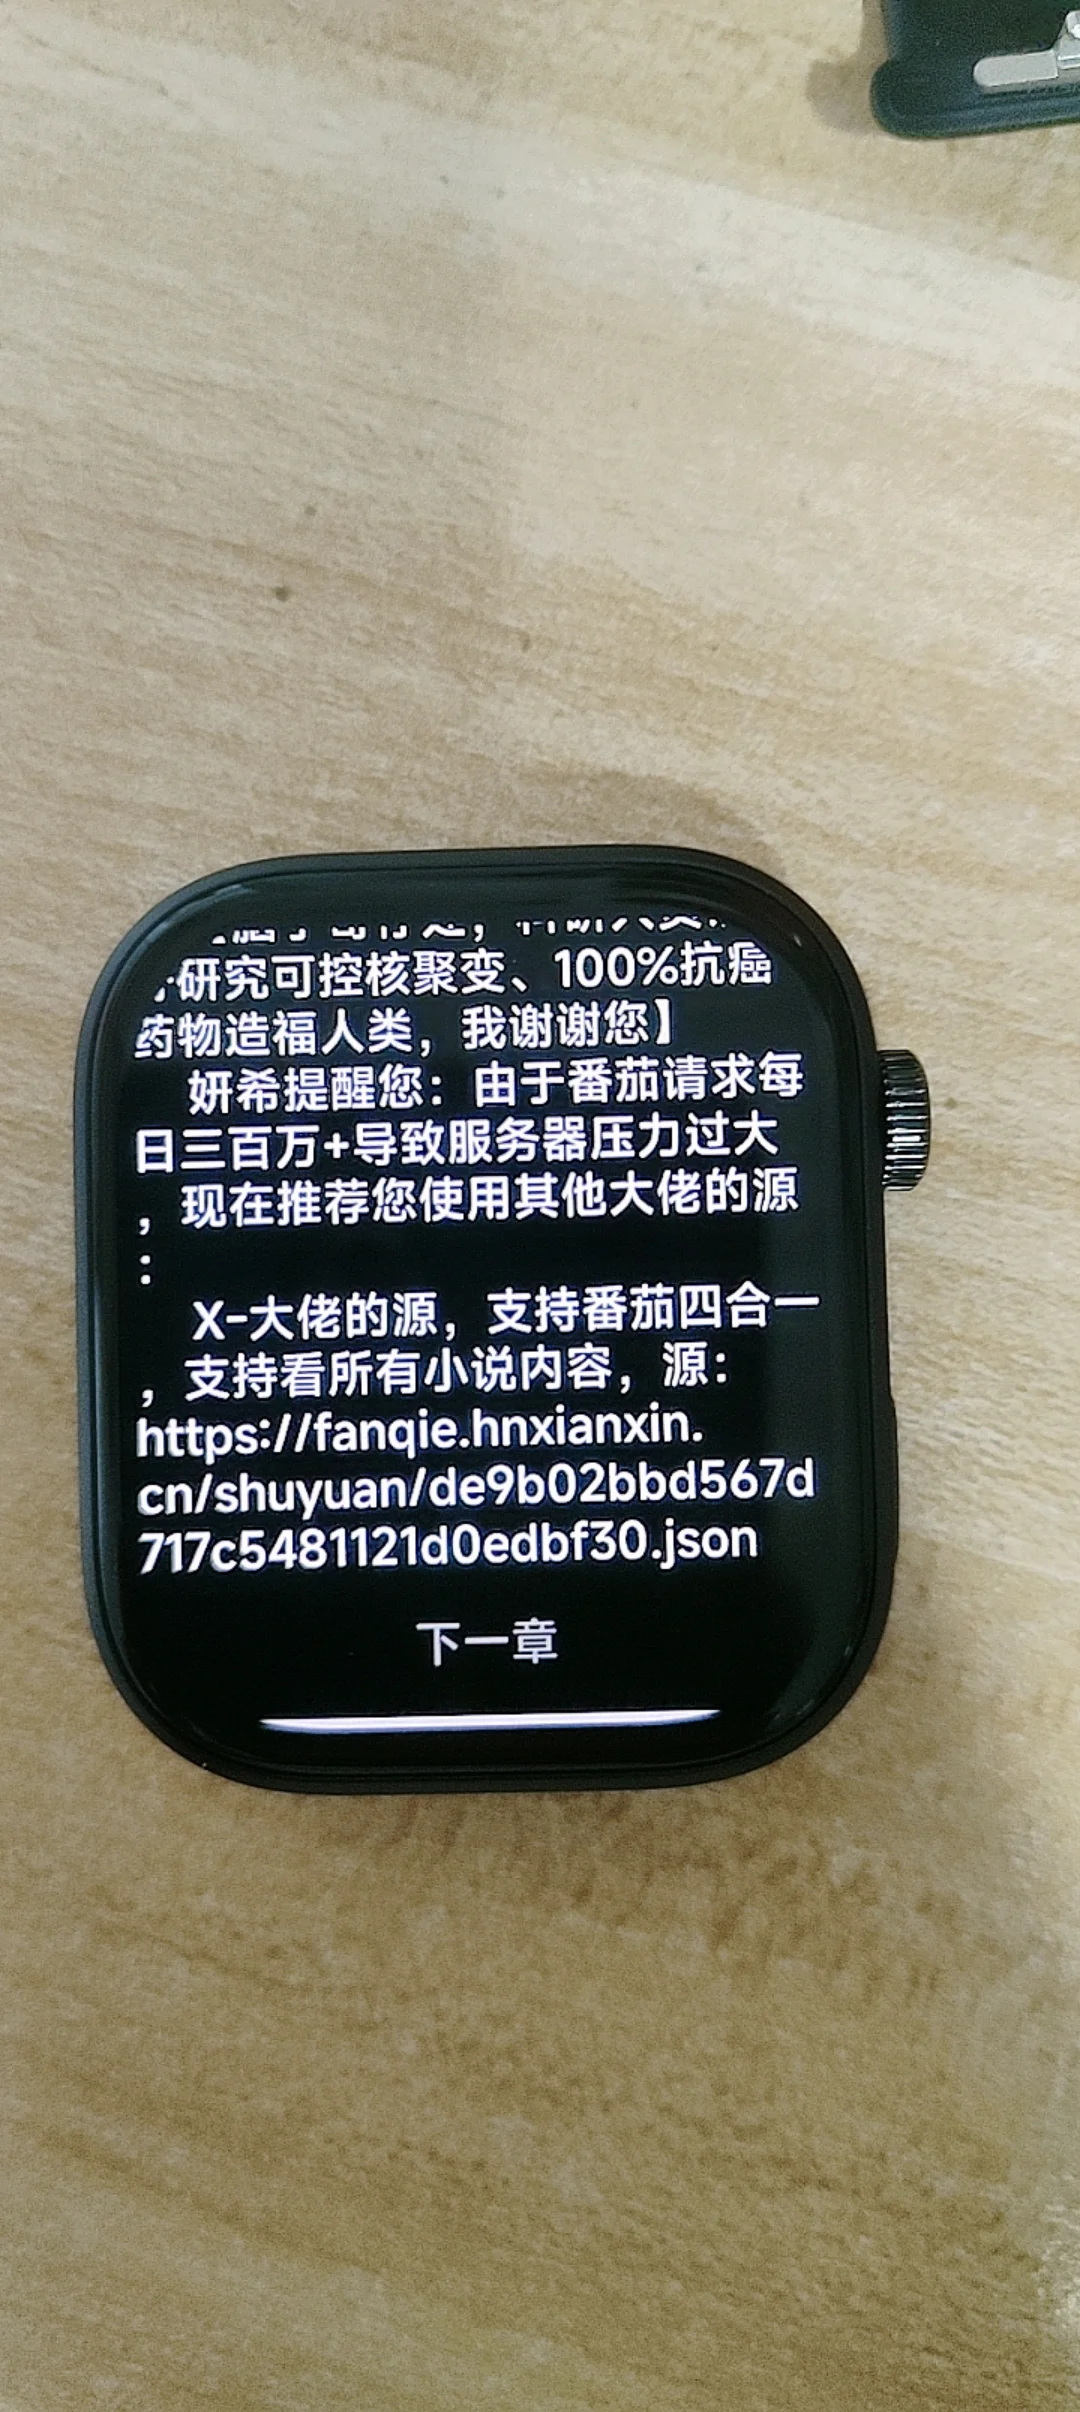 研究可控核聚变、100%抗癌
药物造福人类，我谢谢您】
妍希提醒您：由于番茄请求每
日三百万+导致服务器压力过大
，现在推荐您使用其他大佬的源
：
X-大佬的源，支持番茄四合一
，支持看所有小说内容，源：
https://fanqie.hnxianxin.
cn/shuyuan/de9b02bbd567d
717c5481121d0edbf30.json
下一章